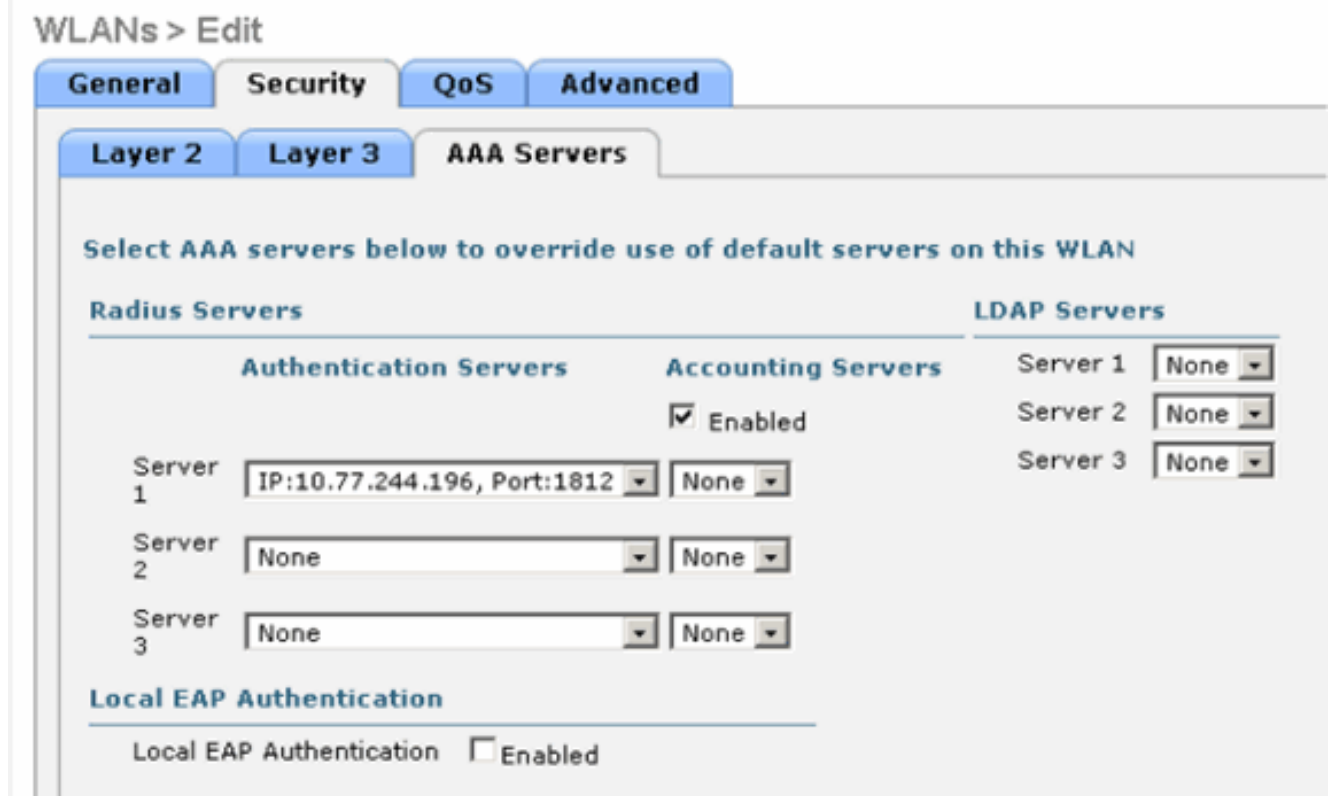 WLANs > Edit
General Security QoS Advanced
Layer 2 Layer 3 AAA Servers
Select AAA servers below to override use of default servers on this WLAN
Radius Servers LDAP Servers
Authentication Servers Accounting Servers Server 1 None
Enabled Server 2 None
Server 3 None
Server
1 IP:10.77.244.196, Port:1812 None
Server
2 None None
Server
3 None None
Local EAP Authentication
Local EAP Authentication Enabled